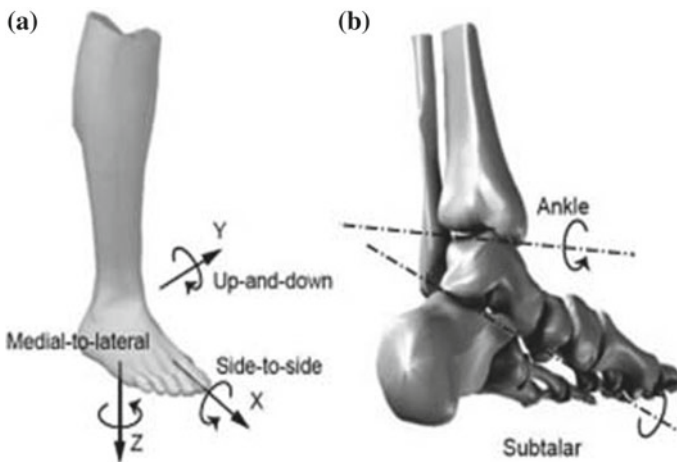 (a)
(b)
Y
Up-and-down
Medial-to-lateral
Side-to-side
X
Z
Ankle
Subtalar